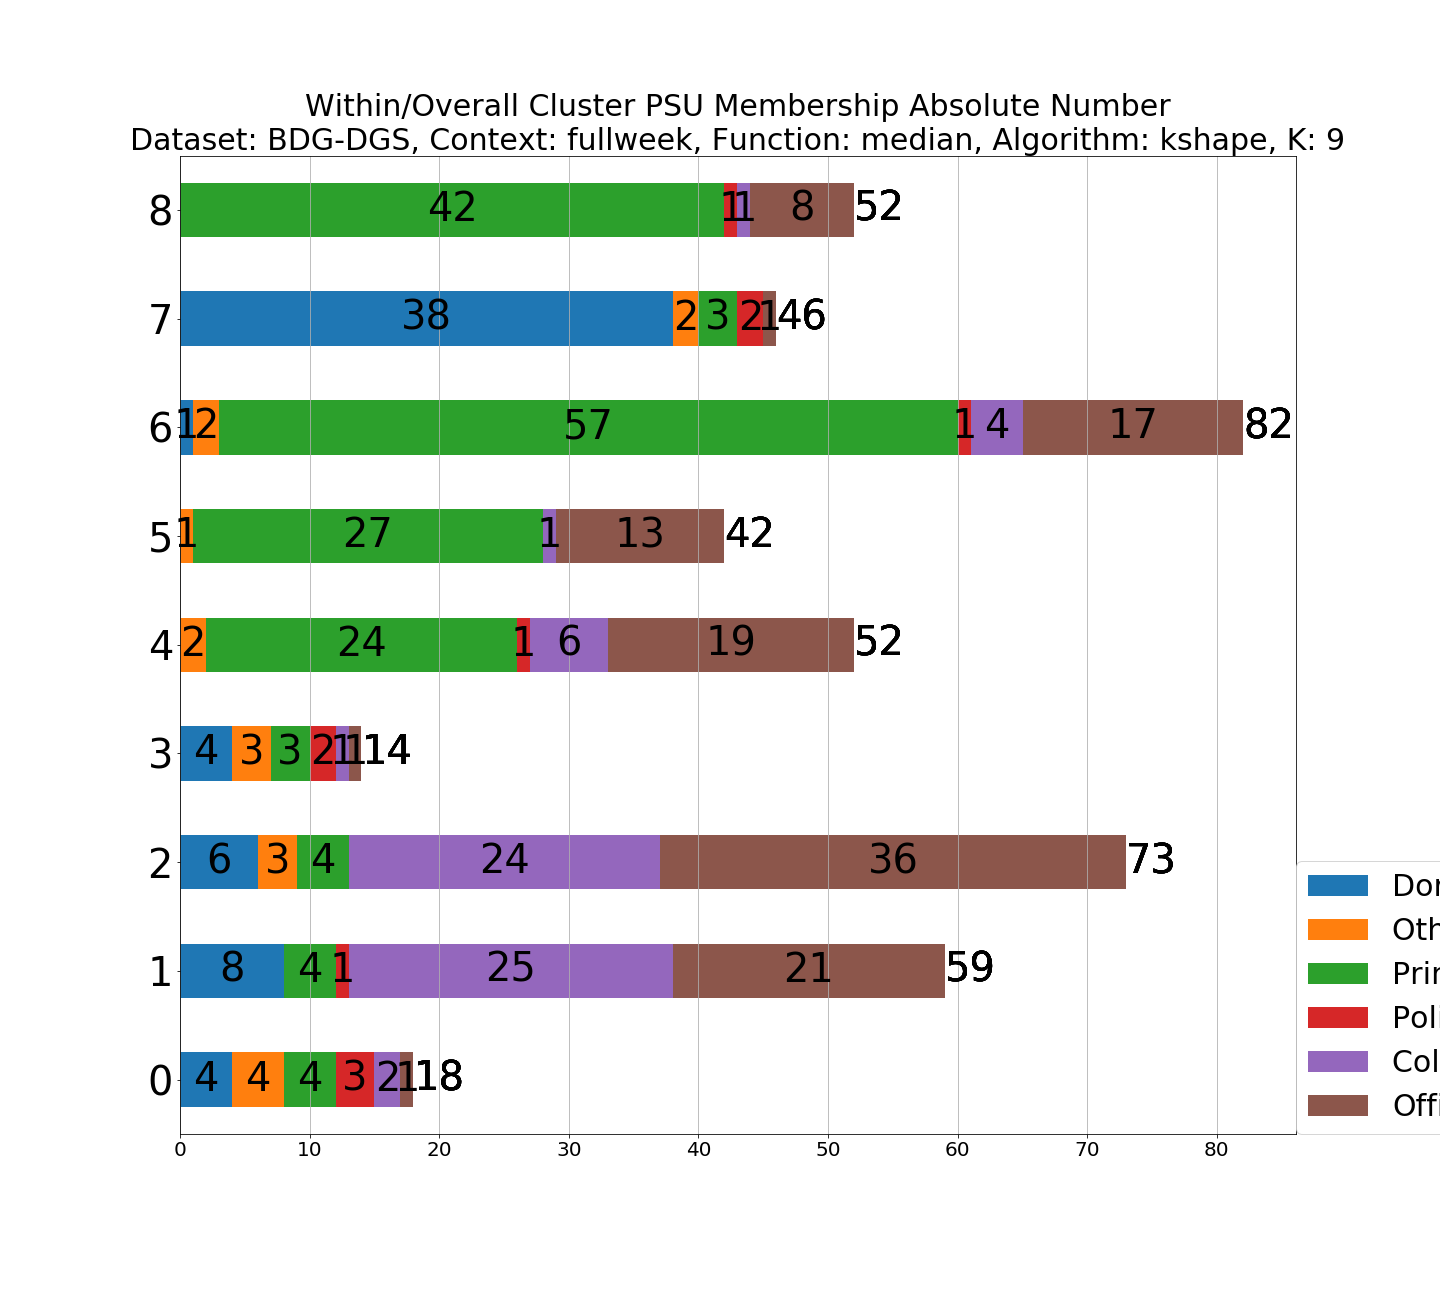 Within/Overall Cluster PSU Membership Absolute Number
Dataset: BDG-DGS, Context: fullweek, Function: median, Algorithm: kshape, K: 9
8 42 1 1 8 52
7 38 2 3 2 1 46
6 1 2 57 1 4 17 82
5 1 27 1 13 42
4 2 24 1 6 19 52
3 4 3 3 2 1 1 14
2 6 3 4 24 36 73
1 8 4 1 25 21 59
0 4 4 4 3 2 1 18
0 10 20 30 40 50 60 70 80